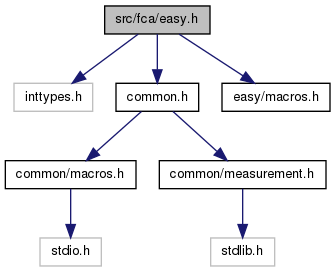 src/fca/easy.h
inttypes.h
common.h
easy/macros.h
common/macros.h
common/measurement.h
stdio.h
stdlib.h